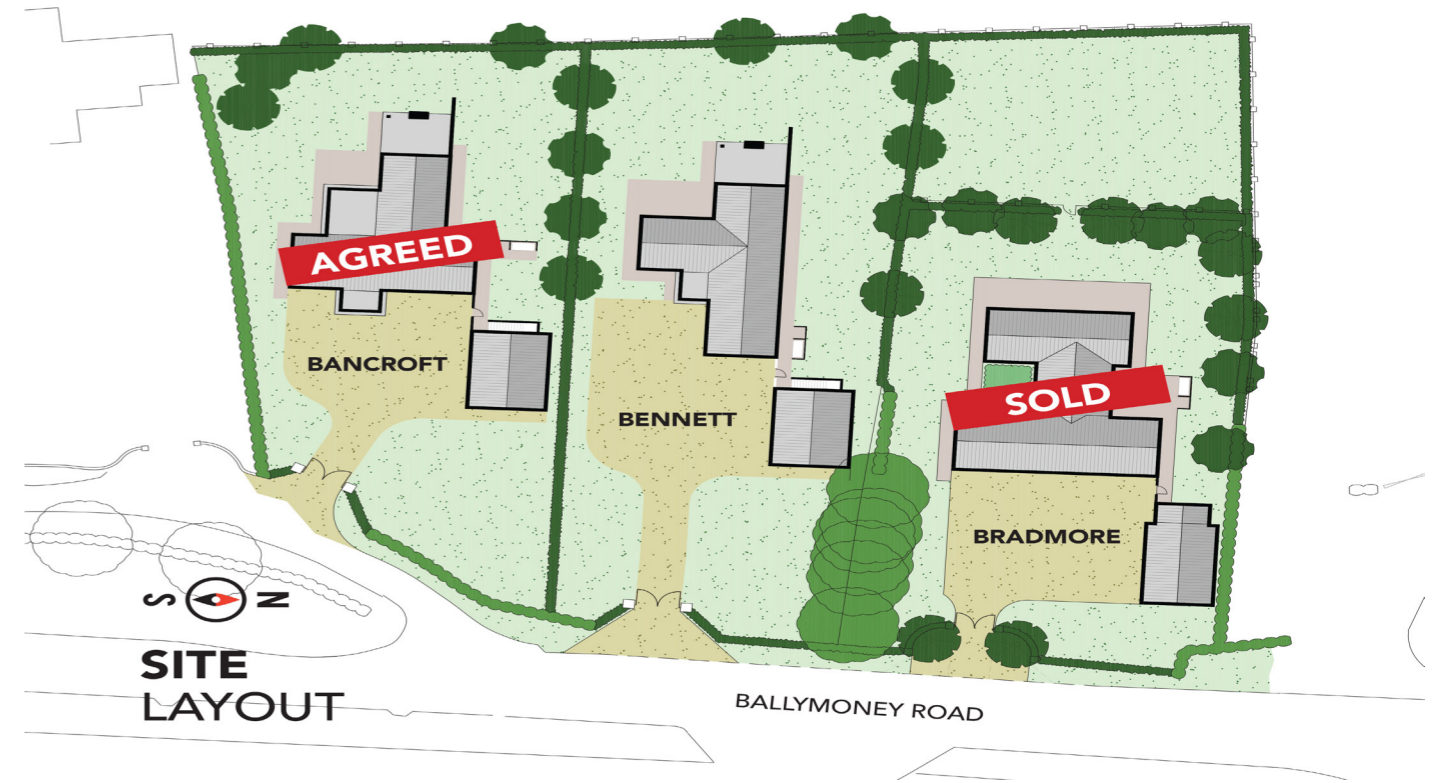 AGREED
BANCROFT
BENNETT
SOLD
BRADMORE
S N
SITE
LAYOUT
BALLYMONEY ROAD